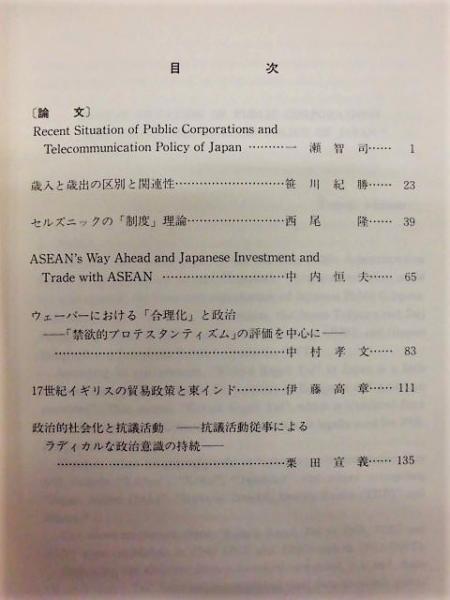 目 次
〔論 文〕
Recent Situation of Public Corporations and
Telecommunication Policy of Japan ………一 瀬 智 司…… 1
歳入と歳出の区別と関連性………………………笹 川 紀 勝…… 23
セルズニックの「制度」理論……………………西 尾 隆…… 39
ASEAN's Way Ahead and Japanese Investment and
Trade with ASEAN …………………………中 内 恒 夫…… 65
ウェーバーにおける「合理化」と政治
——「禁欲的プロテスタンティズム」の評価を中心に——
………………………………………………中 村 孝 文…… 83
17世紀イギリスの貿易政策と東インド…………伊 藤 高 章…… 111
政治的社会化と抗議活動 ——抗議活動従事による
ラディカルな政治意識の持続——
………………………………………………栗 田 宣 義…… 135